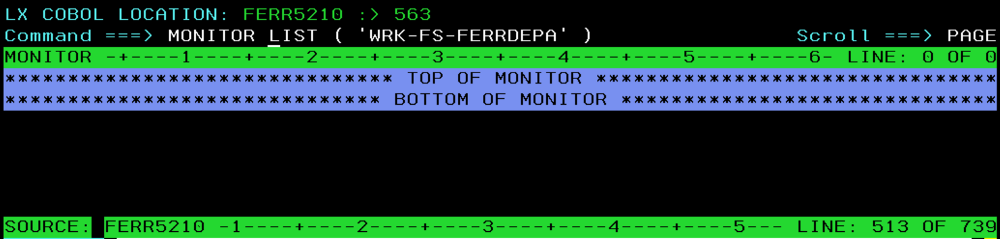 LX COBOL LOCATION: FERR5210 :> 563
Command ===> MONITOR LIST ( 'WRK-FS-FERRDEPA' ) Scroll ===> PAGE
MONITOR -+----1----+----2----+----3----+----4----+----5----+----6- LINE: 0 OF 0
******************************* TOP OF MONITOR ********************************
****************************** BOTTOM OF MONITOR ******************************
SOURCE: FERR5210 -1----+----2----+----3----+----4----+----5--- LINE: 513 OF 739